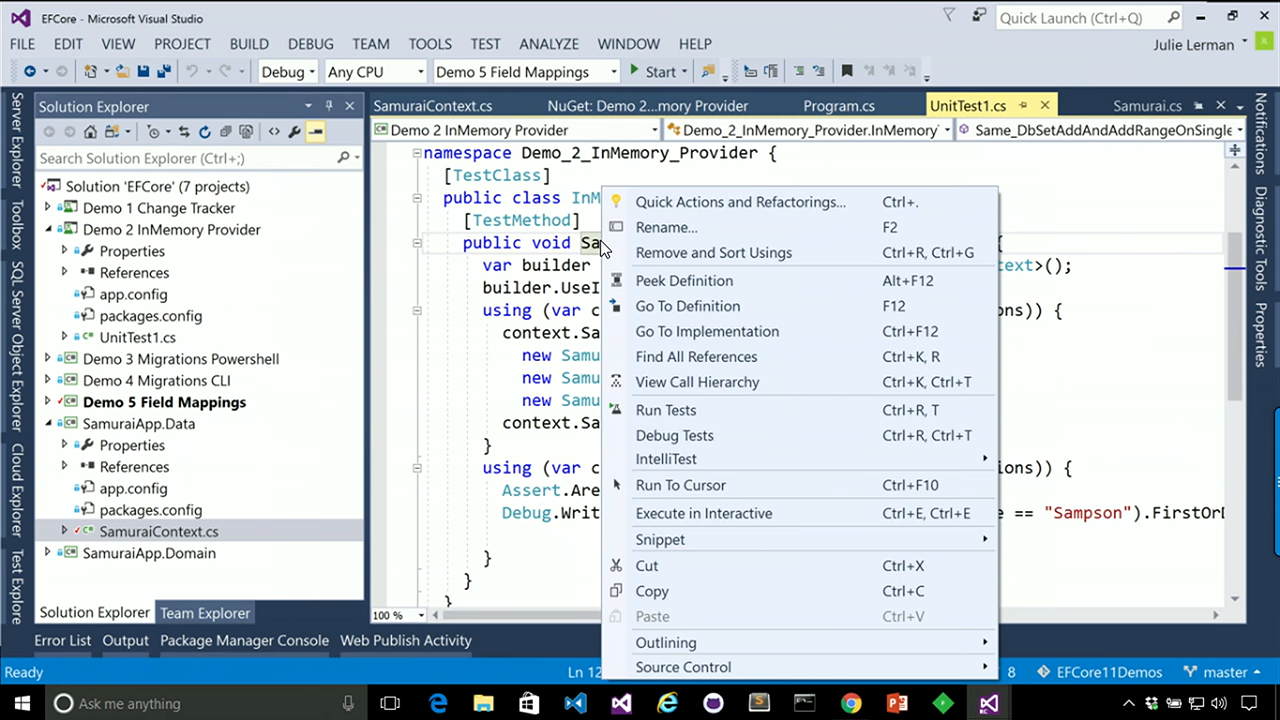 EFCore - Microsoft Visual Studio
Quick Launch (Ctrl+Q)
FILE EDIT VIEW PROJECT BUILD DEBUG TEAM TOOLS TEST ANALYZE WINDOW HELP
Julie Lerman
Debug Any CPU Demo 5 Field Mappings Start
Server Explorer
Toolbox
SQL Server Object Explorer
Cloud Explorer
Test Explore
Solution Explorer
Search Solution Explorer (Ctrl+;)
Solution 'EFCore' (7 projects)
Demo 1 Change Tracker
Demo 2 InMemory Provider
Properties
References
app.config
packages.config
UnitTest1.cs
Demo 3 Migrations Powershell
Demo 4 Migrations CLI
Demo 5 Field Mappings
SamuraiApp.Data
Properties
References
app.config
packages.config
SamuraiContext.cs
SamuraiApp.Domain
Solution Explorer Team Explorer
SamuraiContext.cs NuGet: Demo 2...mory Provider Program.cs UnitTest1.cs Samurai.cs
Demo 2 InMemory Provider Demo_2_InMemory_Provider.InMemory Same_DbSetAddAndAddRangeOnSingle
namespace Demo_2_InMemory_Provider {
[TestClass]
public class InM
[TestMethod]
public void Sa {
var builder ext>();
builder.UseI
using (var c ons)) {
context.Sa
new Samu
new Samu
new Samu
context.Sa
}
using (var c ions)) {
Assert.Are
Debug.Writ e == "Sampson").FirstOrD
}
}
}
100 %
Quick Actions and Refactorings... Ctrl+.
Rename... F2
Remove and Sort Usings Ctrl+R, Ctrl+G
Peek Definition Alt+F12
Go To Definition F12
Go To Implementation Ctrl+F12
Find All References Ctrl+K, R
View Call Hierarchy Ctrl+K, Ctrl+T
Run Tests Ctrl+R, T
Debug Tests Ctrl+R, Ctrl+T
IntelliTest
Run To Cursor Ctrl+F10
Execute in Interactive Ctrl+E, Ctrl+E
Snippet
Cut Ctrl+X
Copy Ctrl+C
Paste Ctrl+V
Outlining
Source Control
Notifications
Diagnostic Tools
Properties
Error List Output Package Manager Console Web Publish Activity
Ready Ln 12 8 EFCore11Demos master
Ask me anything